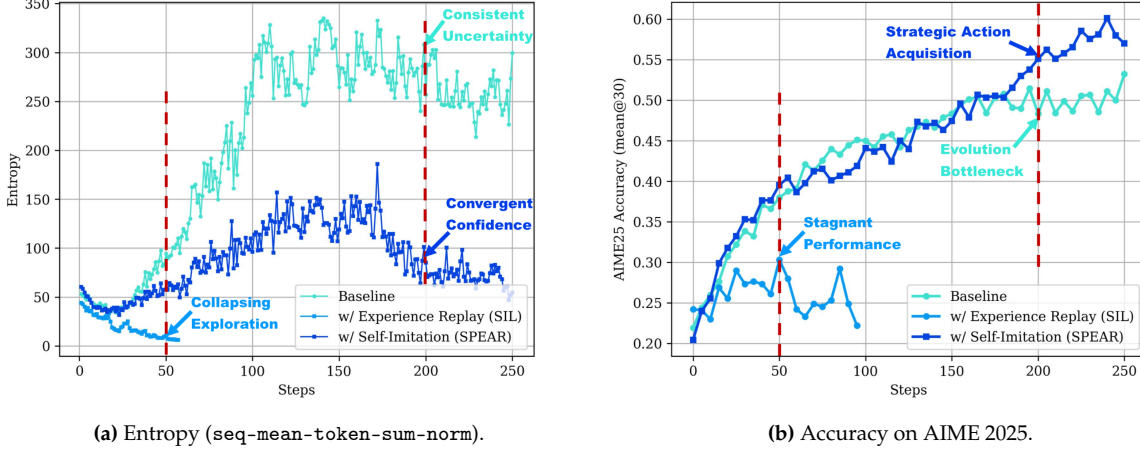 Entropy
350
300
250
200
150
100
50
0
0
50
100
150
200
250
Steps
Consistent
Uncertainty
Convergent
Confidence
Collapsing
Exploration
Baseline
w/ Experience Replay (SIL)
w/ Self-Imitation (SPEAR)
(a) Entropy (seq-mean-token-sum-norm).
AIME25 Accuracy (mean@30)
0.60
0.55
0.50
0.45
0.40
0.35
0.30
0.25
0.20
0
50
100
150
200
250
Steps
Strategic Action
Acquisition
Evolution
Bottleneck
Stagnant
Performance
Baseline
w/ Experience Replay (SIL)
w/ Self-Imitation (SPEAR)
(b) Accuracy on AIME 2025.